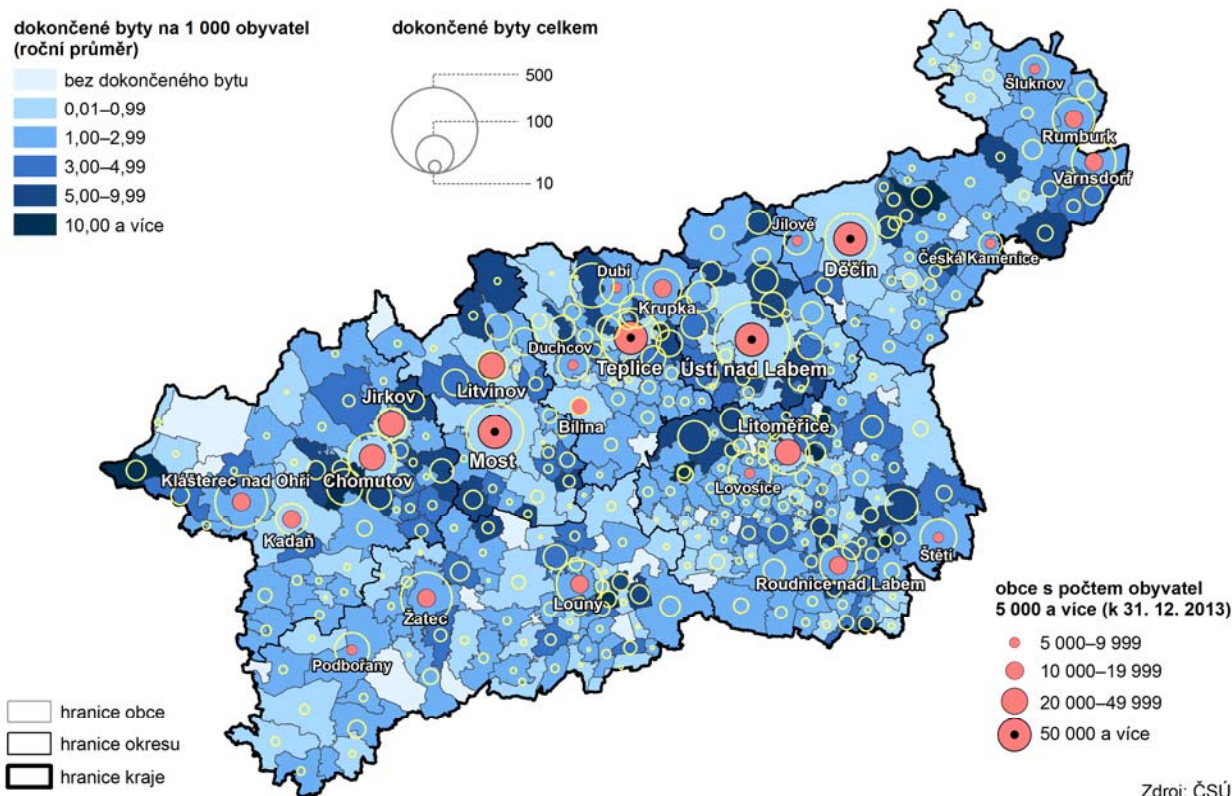 dokončené byty na 1 000 obyvatel
(roční průměr)
bez dokončeného bytu
0,01–0,99
1,00–2,99
3,00–4,99
5,00–9,99
10,00 a více
dokončené byty celkem
500
100
10
Šluknov
Rumburk
Varnsdorf
Jílové
Děčín
Česká Kamenice
Dubí
Krupka
Duchcov
Teplice
Ústí nad Labem
Litvínov
Jirkov
Bílina
Most
Litoměřice
Chomutov
Klášterec nad Ohří
Lovosice
Kadaň
Štětí
Roudnice nad Labem
Louny
Žatec
Podbořany
hranice obce
hranice okresu
hranice kraje
obce s počtem obyvatel
5 000 a více (k 31. 12. 2013)
5 000–9 999
10 000–19 999
20 000–49 999
50 000 a více
Zdroj: ČSÚ